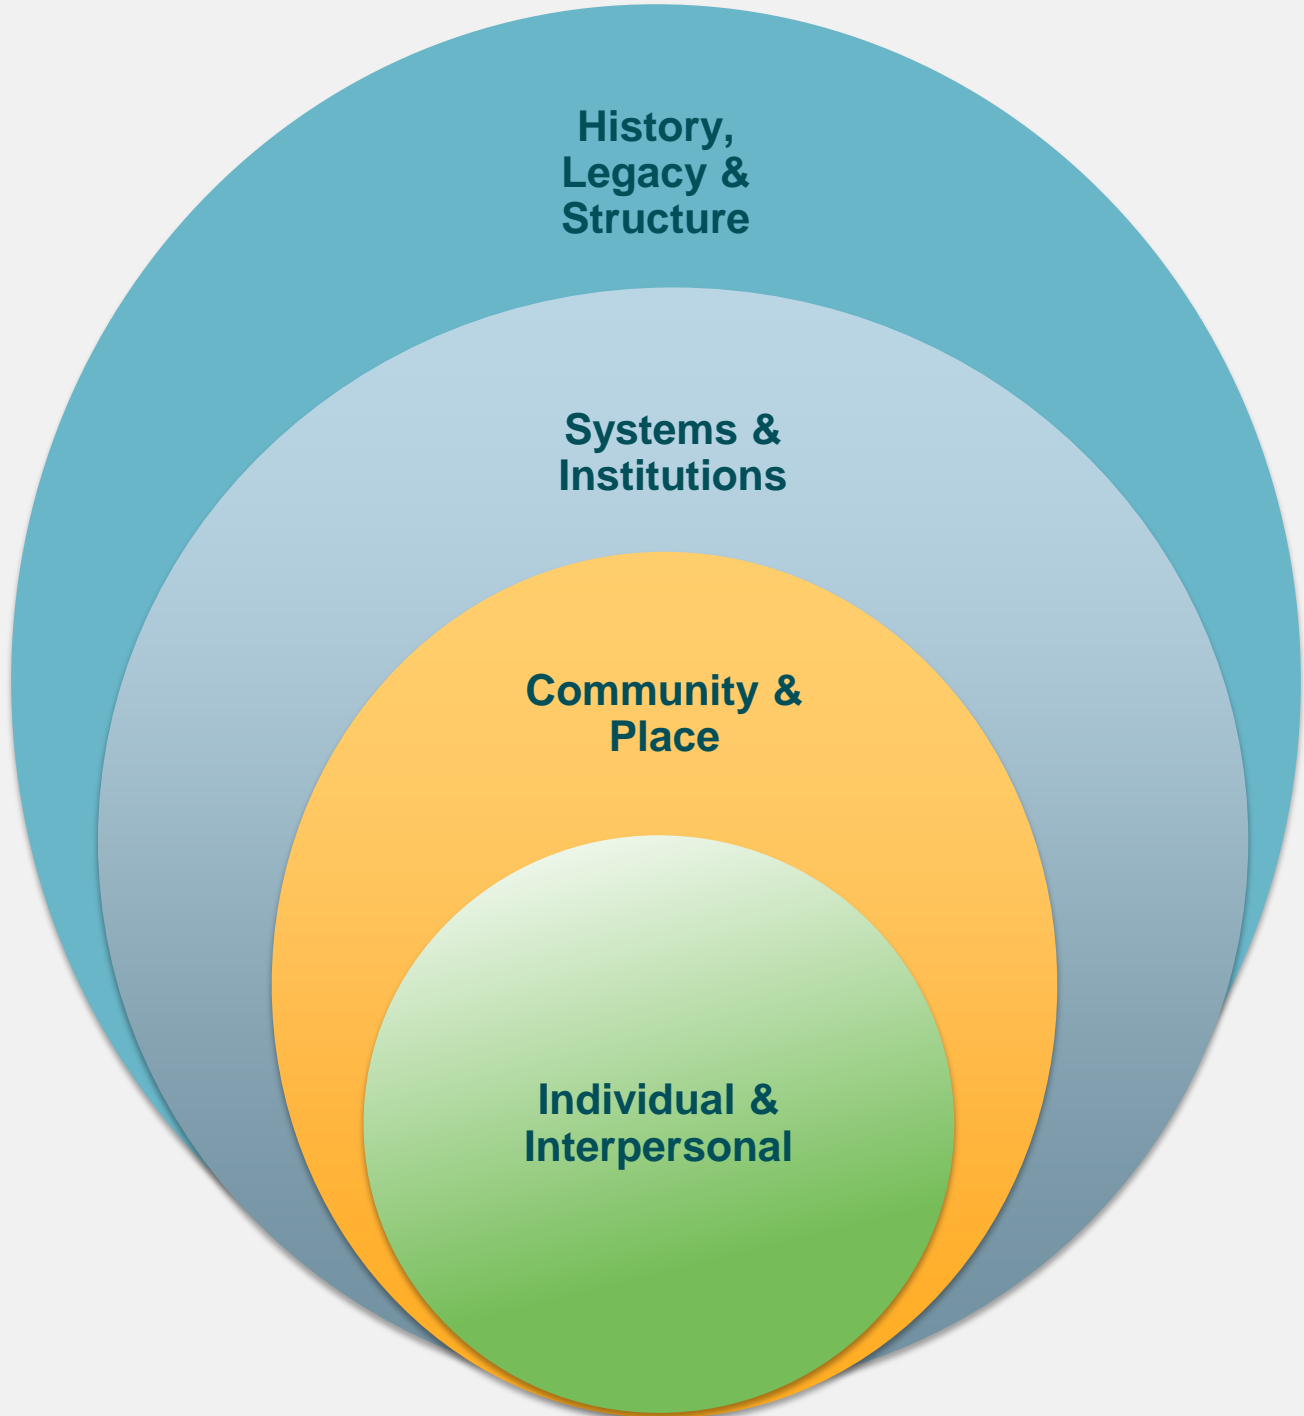 History,
Legacy &
Structure
Systems &
Institutions
Community &
Place
Individual &
Interpersonal